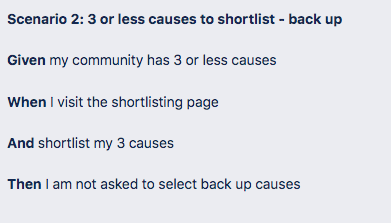 Scenario 2: 3 or less causes to shortlist - back up
Given my community has 3 or less causes
When I visit the shortlisting page
And shortlist my 3 causes
Then I am not asked to select back up causes